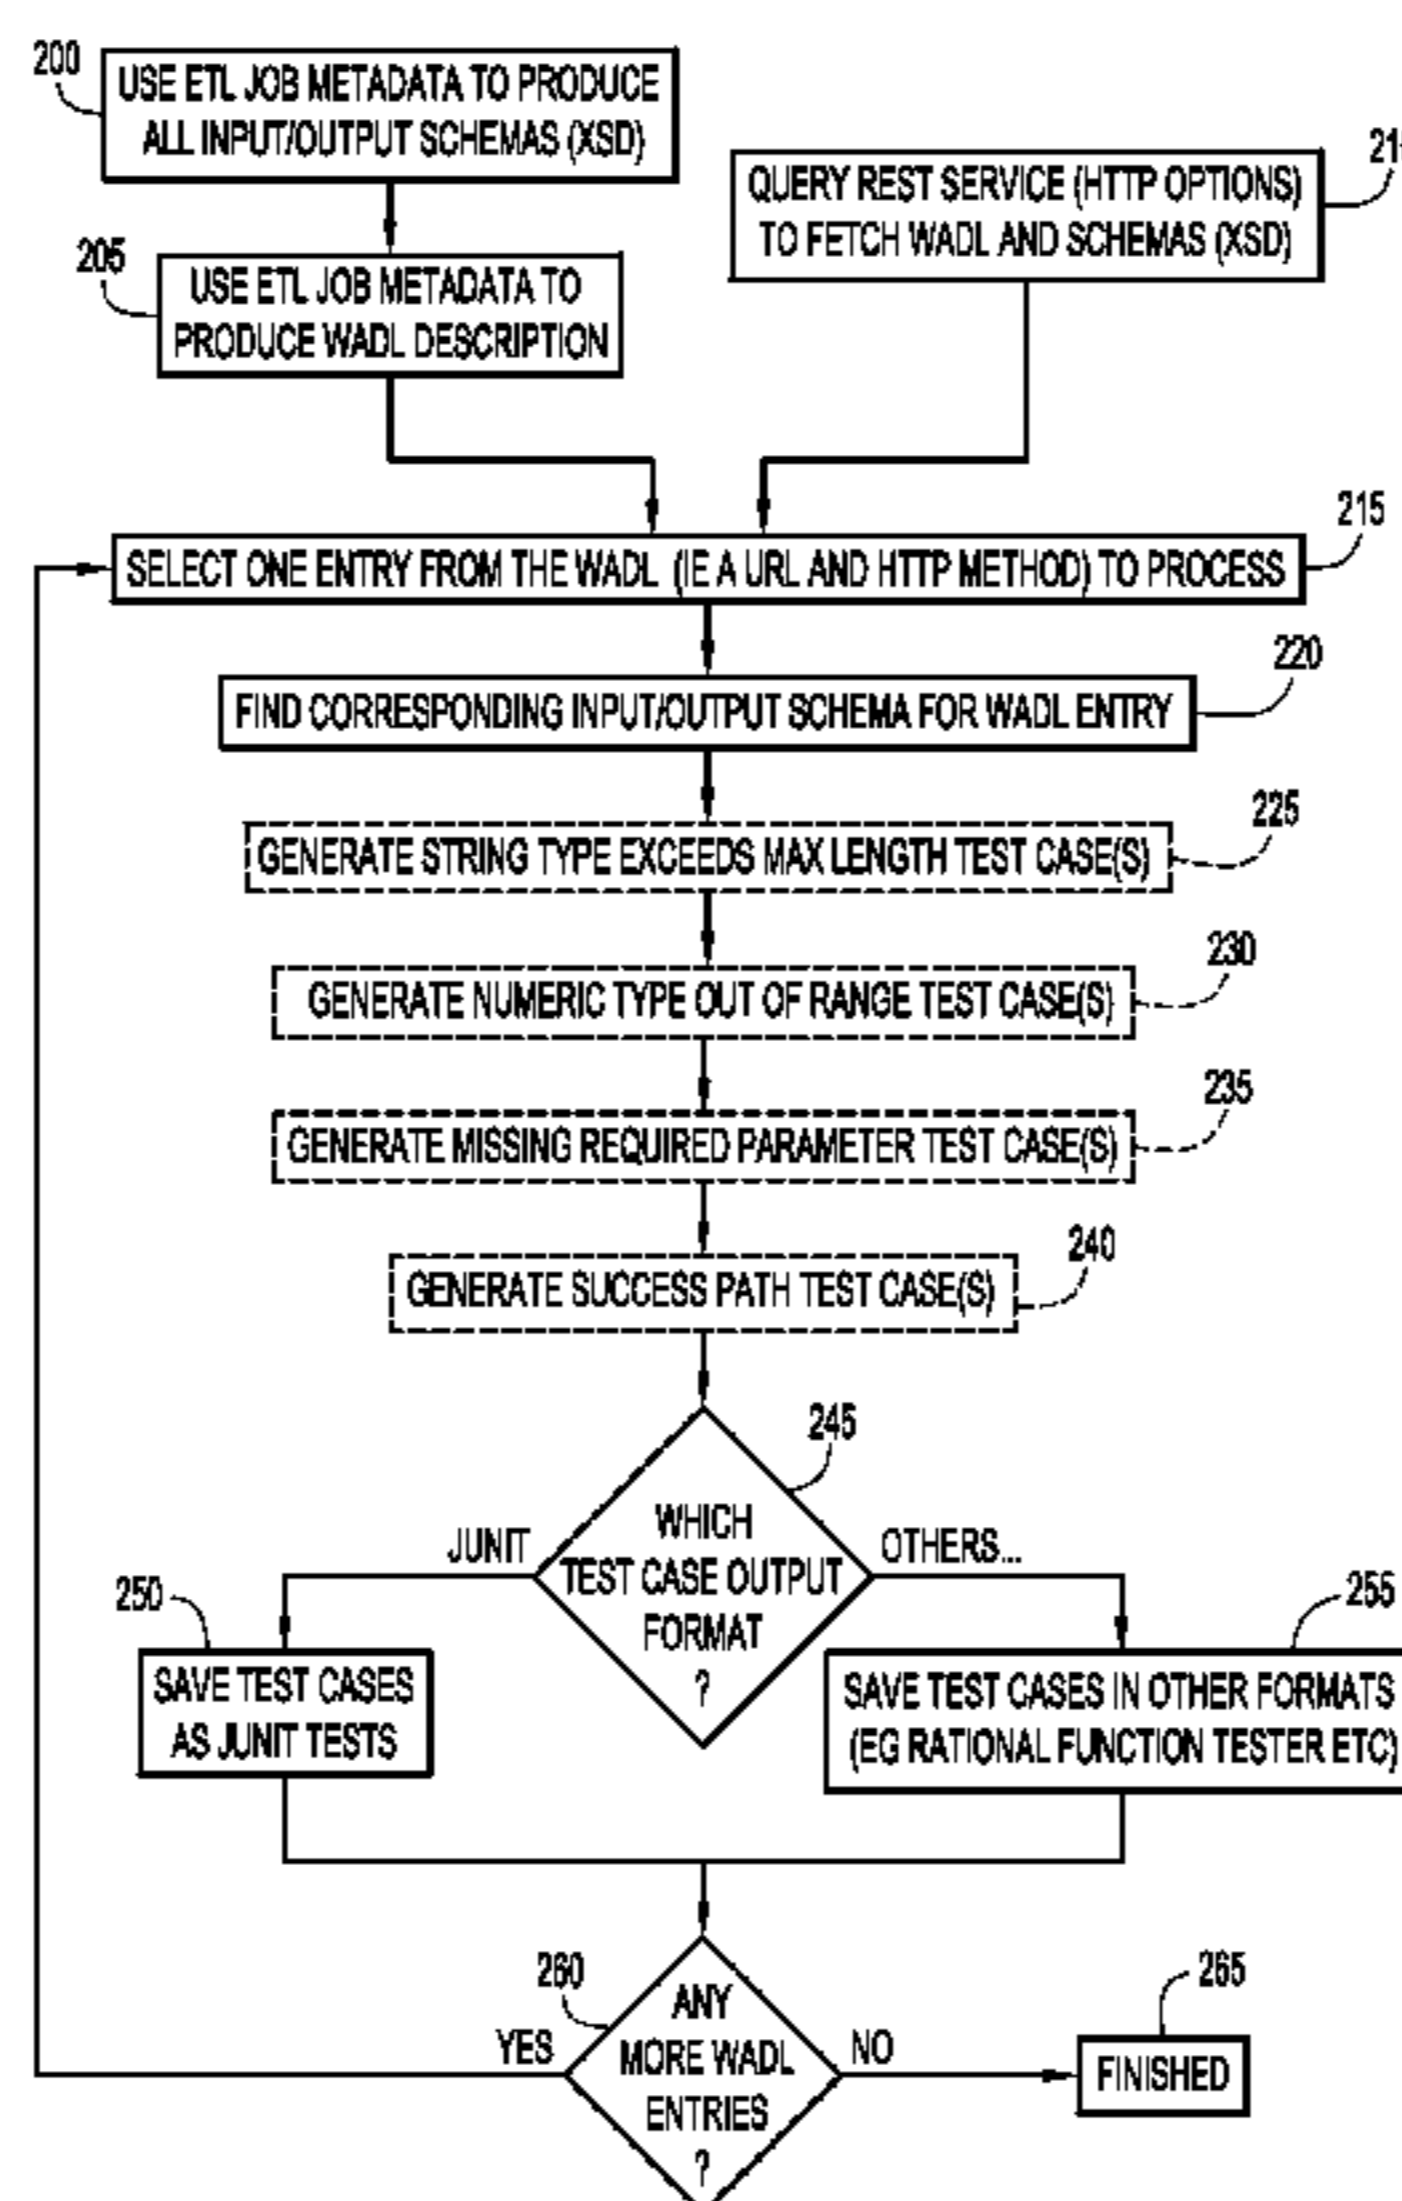 200
USE ETL JOB METADATA TO PRODUCE
ALL INPUT/OUTPUT SCHEMAS (XSD)
QUERY REST SERVICE (HTTP OPTIONS)
TO FETCH WADL AND SCHEMAS (XSD)
205
USE ETL JOB METADATA TO
PRODUCE WADL DESCRIPTION
215
SELECT ONE ENTRY FROM THE WADL (IE A URL AND HTTP METHOD) TO PROCESS
220
FIND CORRESPONDING INPUT/OUTPUT SCHEMA FOR WADL ENTRY
225
GENERATE STRING TYPE EXCEEDS MAX LENGTH TEST CASE(S)
230
GENERATE NUMERIC TYPE OUT OF RANGE TEST CASE(S)
235
GENERATE MISSING REQUIRED PARAMETER TEST CASE(S)
240
GENERATE SUCCESS PATH TEST CASE(S)
245
WHICH
TEST CASE OUTPUT
FORMAT
?
JUNIT
OTHERS...
250
SAVE TEST CASES
AS JUNIT TESTS
255
SAVE TEST CASES IN OTHER FORMATS
(EG RATIONAL FUNCTION TESTER ETC)
260
ANY
MORE WADL
ENTRIES
?
YES
NO
265
FINISHED